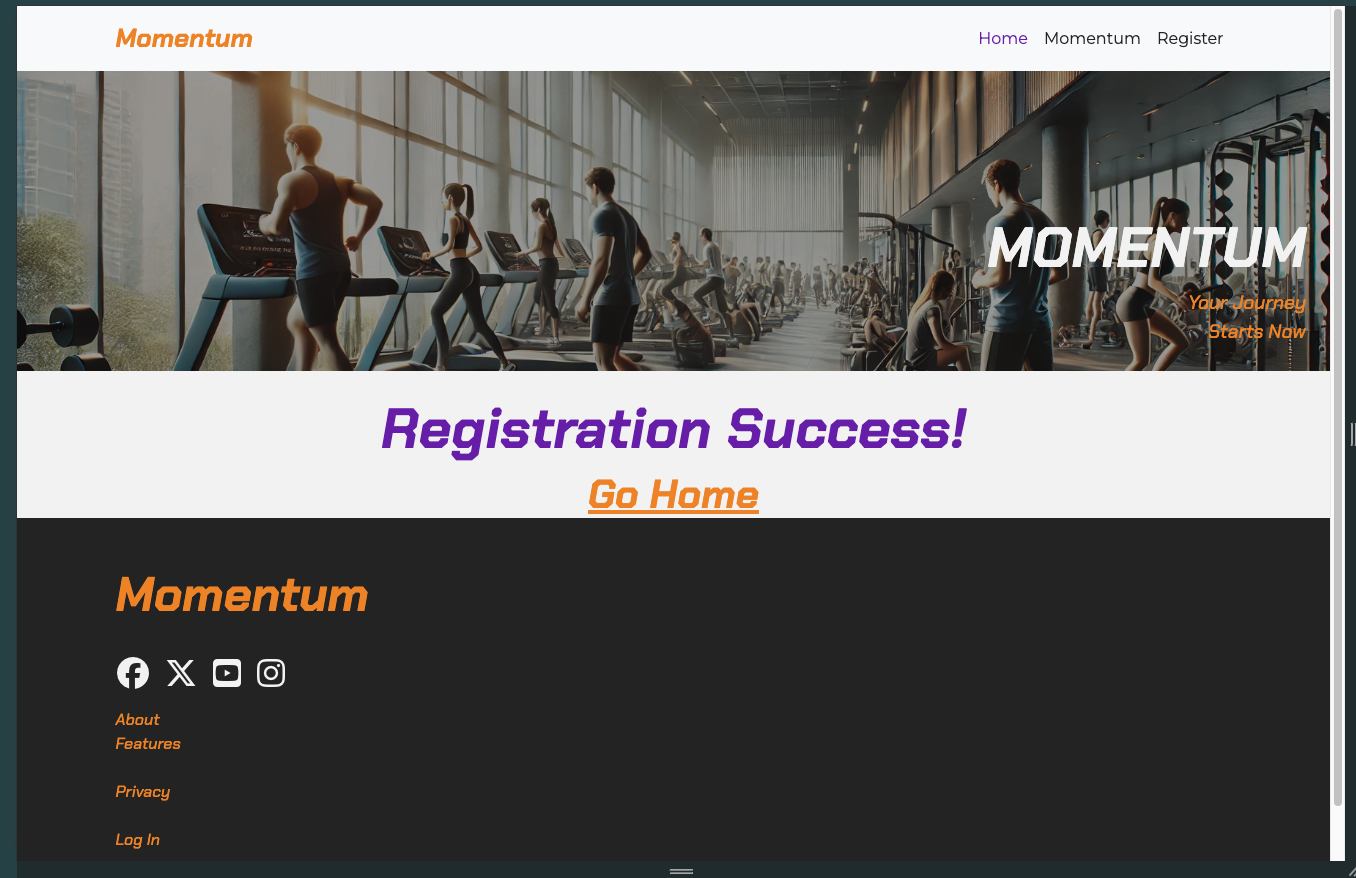 Momentum
Home Momentum Register
MOMENTUM
Your Journey
Starts Now
Registration Success!
Go Home
Momentum
About
Features
Privacy
Log In